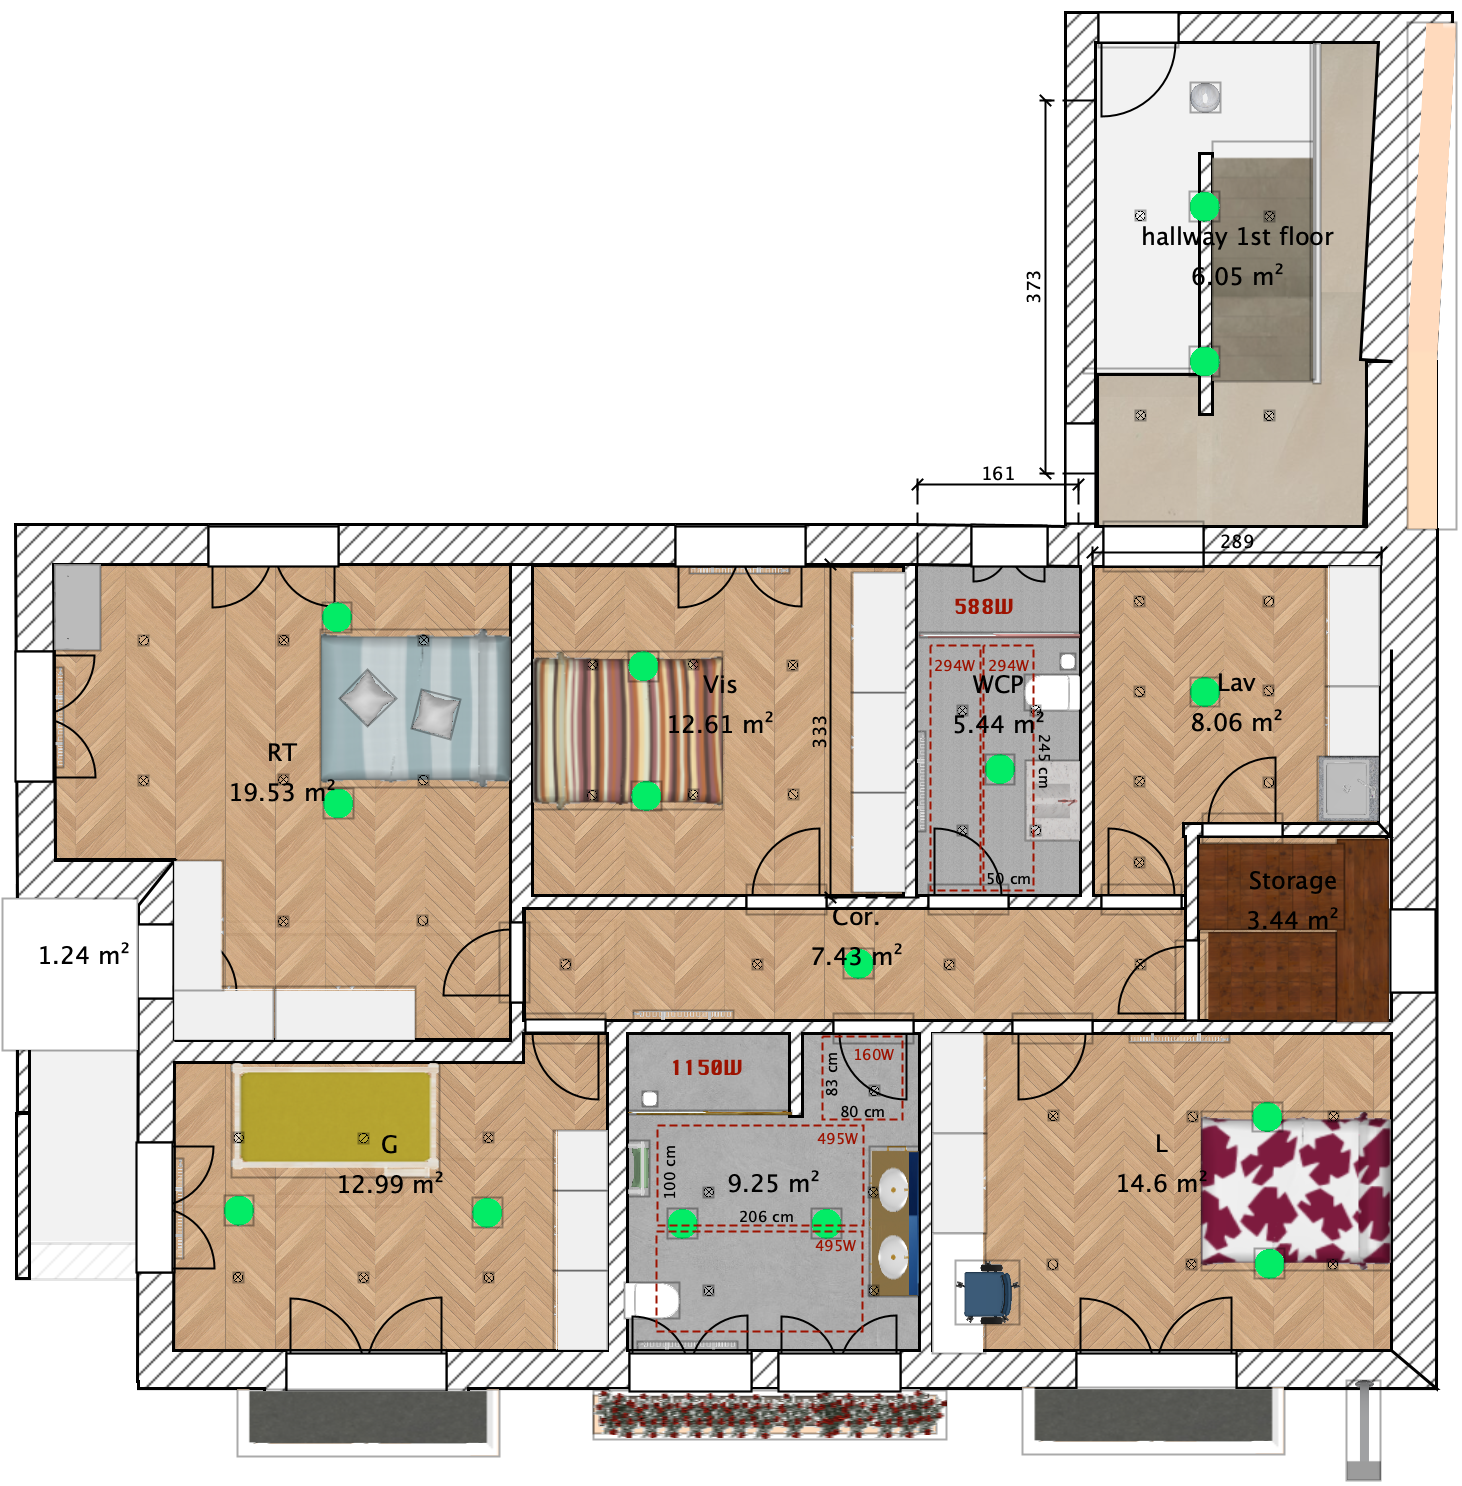 373
hallway 1st floor
6.05 m²
161
289
588W
294W 294W
WCP
5.44 m²
245 cm
50 cm
Vis
12.61 m²
333
Lav
8.06 m²
RT
19.53 m²
Storage
3.44 m²
Cor.
7.43 m²
1.24 m²
1150W
160W
83 cm
80 cm
495W
100 cm
9.25 m²
206 cm
495W
G
12.99 m²
L
14.6 m²